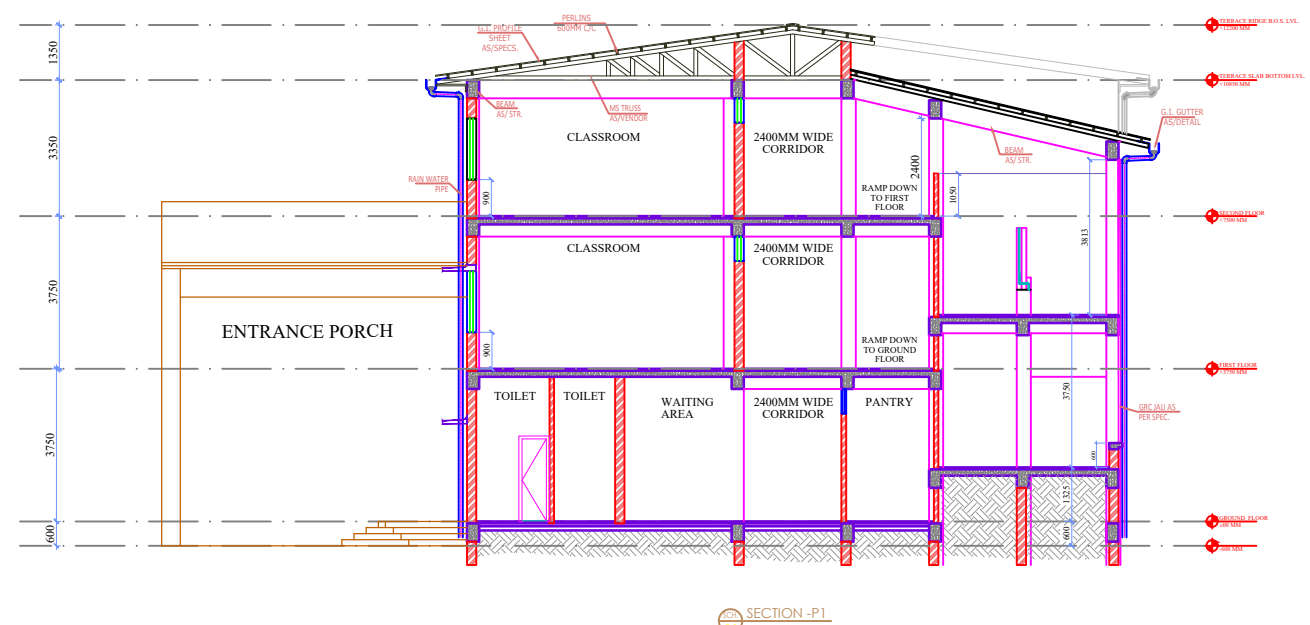 TERRACE RIDGE B.O.S. LVL.
+12200 MM
PERLINS
600MM C/C
G.I. PROFILE
SHEET
AS/SPECS.
1350
TERRACE SLAB BOTTOM LVL.
+10850 MM
BEAM
AS/ STR.
MS TRUSS
AS/VENDOR
G.I. GUTTER
AS/DETAIL
3350
CLASSROOM
2400MM WIDE
CORRIDOR
2400
BEAM
AS/ STR.
RAIN WATER
PIPE
900
RAMP DOWN
TO FIRST
FLOOR
1050
SECOND FLOOR
+7500 MM
3813
CLASSROOM
2400MM WIDE
CORRIDOR
3750
ENTRANCE PORCH
900
RAMP DOWN
TO GROUND
FLOOR
FIRST FLOOR
+3750 MM
TOILET
TOILET
WAITING
AREA
2400MM WIDE
CORRIDOR
PANTRY
3750
GRC JALI AS
PER SPEC.
3750
600
1325
GROUND FLOOR
±00 MM
600
600
-600 MM
SCH.
SECTION -P1